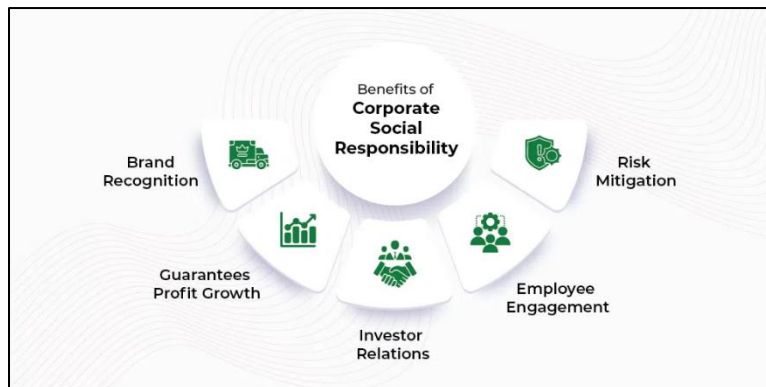 Benefits of
Corporate
Social
Responsibility
Brand
Recognition
Guarantees
Profit Growth
Investor
Relations
Employee
Engagement
Risk
Mitigation